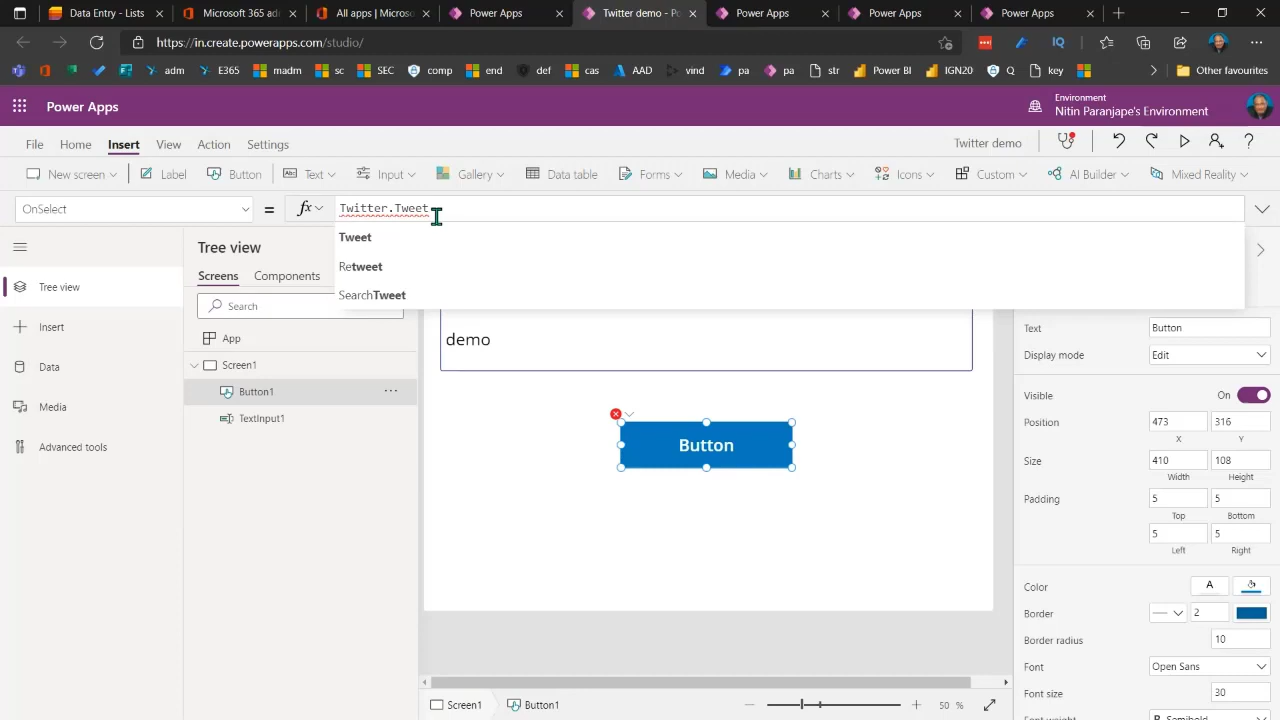 Data Entry - Lists
Microsoft 365 adr
All apps | Microso
Power Apps
Twitter demo - Po
Power Apps
Power Apps
Power Apps
https://in.create.powerapps.com/studio/
IQ
adm
E365
madm
sc
SEC
comp
end
def
cas
AAD
vind
pa
pa
str
Power BI
IGN20
Q
key
Other favourites
Power Apps
Environment
Nitin Paranjape's Environment
File
Home
Insert
View
Action
Settings
Twitter demo
New screen
Label
Button
Text
Input
Gallery
Data table
Forms
Media
Charts
Icons
Custom
AI Builder
Mixed Reality
OnSelect
=
fx
Twitter.Tweet
Tweet
Retweet
SearchTweet
Tree view
Screens
Components
Search
App
Screen1
Button1
TextInput1
Tree view
Insert
Data
Media
Advanced tools
demo
Button
Text
Button
Display mode
Edit
Visible
On
Position
473
316
X
Y
Size
410
108
Width
Height
Padding
5
5
Top
Bottom
5
5
Left
Right
Color
A
Border
2
Border radius
10
Font
Open Sans
Font size
30
Font weight
B Semibold
Screen1
Button1
50 %